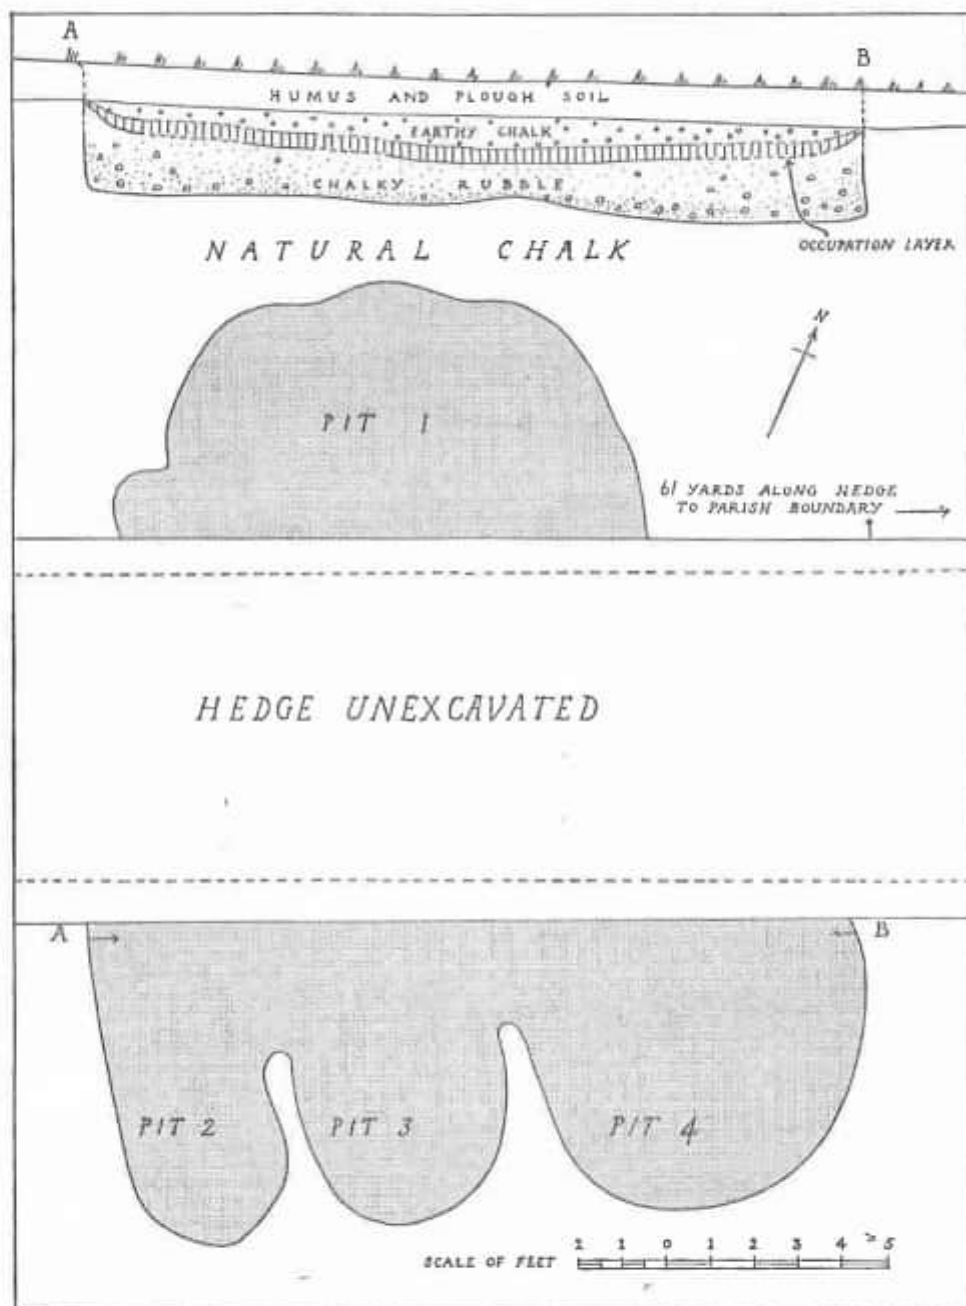 A
B
HUMUS AND PLOUGH SOIL
EARTHY CHALK
CHALKY RUBBLE
OCCUPATION LAYER
NATURAL CHALK
N
PIT 1
61 YARDS ALONG HEDGE
TO PARISH BOUNDARY
HEDGE UNEXCAVATED
A
B
PIT 2
PIT 3
PIT 4
SCALE OF FEET
2 1 0 1 2 3 4 5